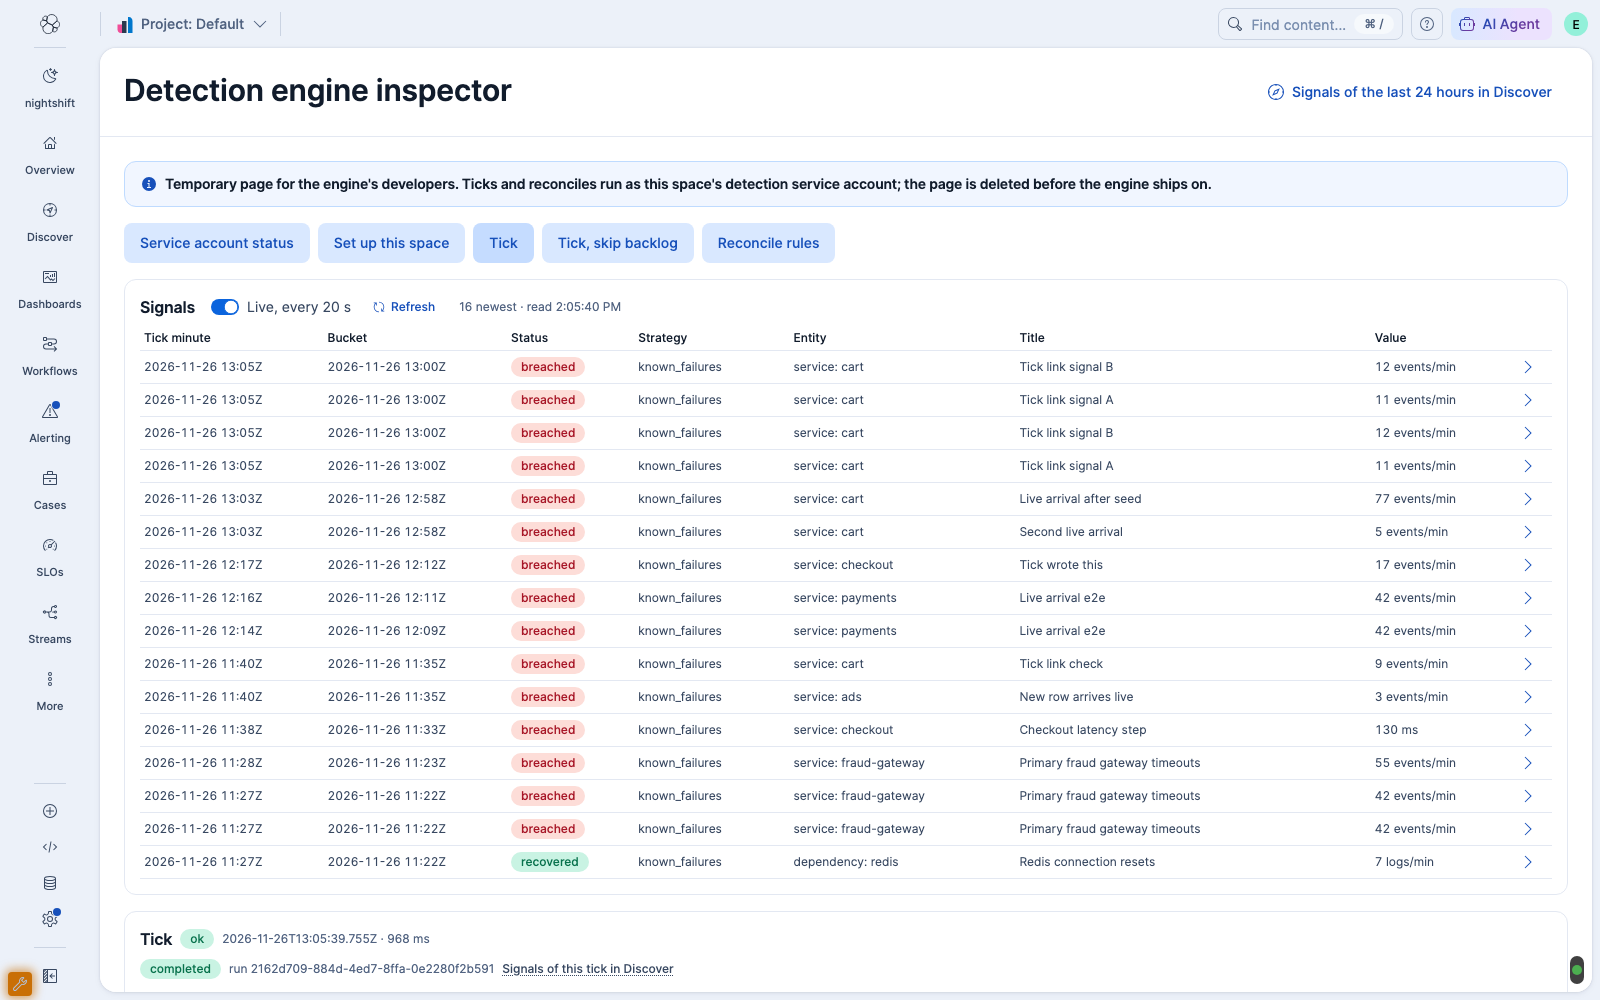 Project: Default
Find content...
⌘ /
AI Agent
E
nightshift
Overview
Discover
Dashboards
Workflows
Alerting
Cases
SLOs
Streams
More
Detection engine inspector
Signals of the last 24 hours in Discover
Temporary page for the engine's developers. Ticks and reconciles run as this space's detection service account; the page is deleted before the engine ships on.
Service account status
Set up this space
Tick
Tick, skip backlog
Reconcile rules
Signals Live, every 20 s Refresh 16 newest · read 2:05:40 PM
Tick minute Bucket Status Strategy Entity Title Value
2026-11-26 13:05Z 2026-11-26 13:00Z breached known_failures service: cart Tick link signal B 12 events/min
2026-11-26 13:05Z 2026-11-26 13:00Z breached known_failures service: cart Tick link signal A 11 events/min
2026-11-26 13:05Z 2026-11-26 13:00Z breached known_failures service: cart Tick link signal B 12 events/min
2026-11-26 13:05Z 2026-11-26 13:00Z breached known_failures service: cart Tick link signal A 11 events/min
2026-11-26 13:03Z 2026-11-26 12:58Z breached known_failures service: cart Live arrival after seed 77 events/min
2026-11-26 13:03Z 2026-11-26 12:58Z breached known_failures service: cart Second live arrival 5 events/min
2026-11-26 12:17Z 2026-11-26 12:12Z breached known_failures service: checkout Tick wrote this 17 events/min
2026-11-26 12:16Z 2026-11-26 12:11Z breached known_failures service: payments Live arrival e2e 42 events/min
2026-11-26 12:14Z 2026-11-26 12:09Z breached known_failures service: payments Live arrival e2e 42 events/min
2026-11-26 11:40Z 2026-11-26 11:35Z breached known_failures service: cart Tick link check 9 events/min
2026-11-26 11:40Z 2026-11-26 11:35Z breached known_failures service: ads New row arrives live 3 events/min
2026-11-26 11:38Z 2026-11-26 11:33Z breached known_failures service: checkout Checkout latency step 130 ms
2026-11-26 11:28Z 2026-11-26 11:23Z breached known_failures service: fraud-gateway Primary fraud gateway timeouts 55 events/min
2026-11-26 11:27Z 2026-11-26 11:22Z breached known_failures service: fraud-gateway Primary fraud gateway timeouts 42 events/min
2026-11-26 11:27Z 2026-11-26 11:22Z breached known_failures service: fraud-gateway Primary fraud gateway timeouts 42 events/min
2026-11-26 11:27Z 2026-11-26 11:22Z recovered known_failures dependency: redis Redis connection resets 7 logs/min
Tick ok 2026-11-26T13:05:39.755Z · 968 ms
completed run 2162d709-884d-4ed7-8ffa-0e2280f2b591 Signals of this tick in Discover